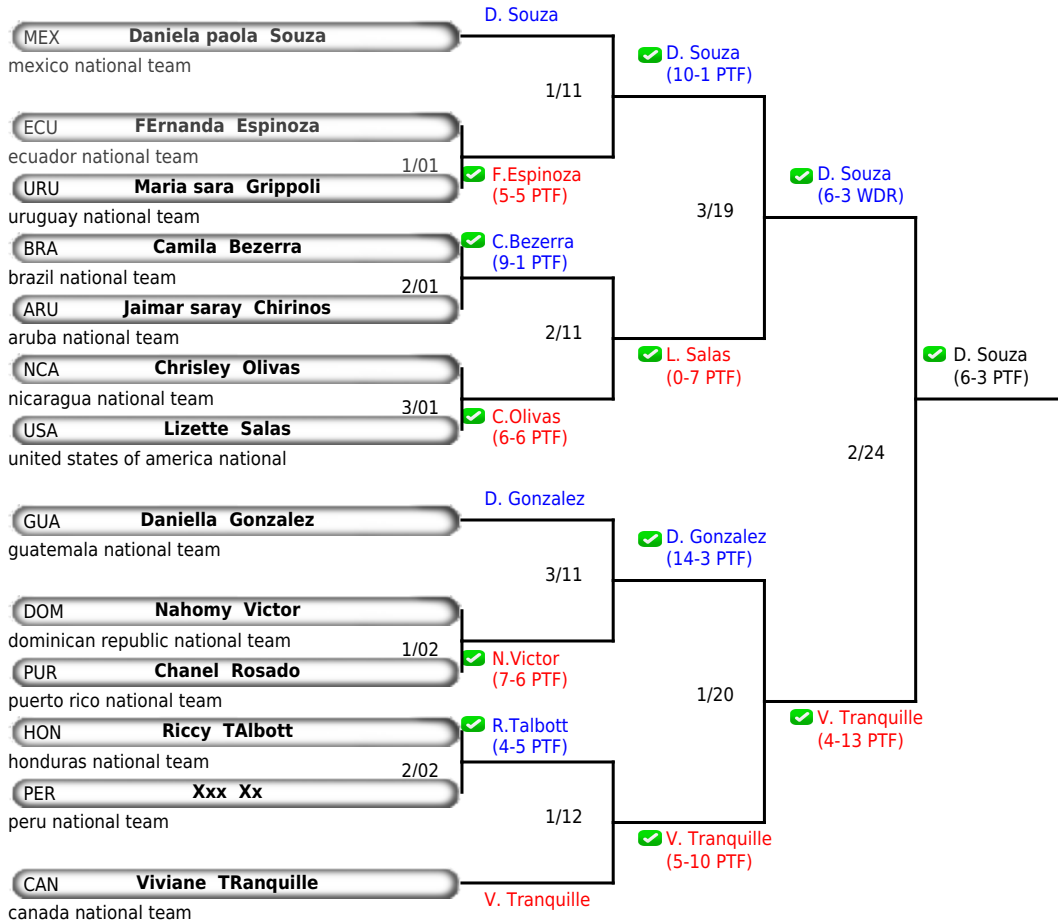 D. Souza
MEX Daniela paola Souza
mexico national team
D. Souza
(10-1 PTF)
1/11
ECU FErnanda Espinoza
ecuador national team
1/01
F.Espinoza
(5-5 PTF)
URU Maria sara Grippoli
uruguay national team
D. Souza
(6-3 WDR)
3/19
BRA Camila Bezerra
brazil national team
C.Bezerra
(9-1 PTF)
2/01
ARU Jaimar saray Chirinos
aruba national team
2/11
L. Salas
(0-7 PTF)
NCA Chrisley Olivas
nicaragua national team
3/01
C.Olivas
(6-6 PTF)
USA Lizette Salas
united states of america national
D. Souza
(6-3 PTF)
2/24
D. Gonzalez
GUA Daniella Gonzalez
guatemala national team
D. Gonzalez
(14-3 PTF)
3/11
DOM Nahomy Victor
dominican republic national team
1/02
N.Victor
(7-6 PTF)
PUR Chanel Rosado
puerto rico national team
1/20
V. Tranquille
(4-13 PTF)
HON Riccy TAlbott
honduras national team
R.Talbott
(4-5 PTF)
2/02
PER Xxx Xx
peru national team
1/12
V. Tranquille
(5-10 PTF)
CAN Viviane TRanquille
canada national team
V. Tranquille